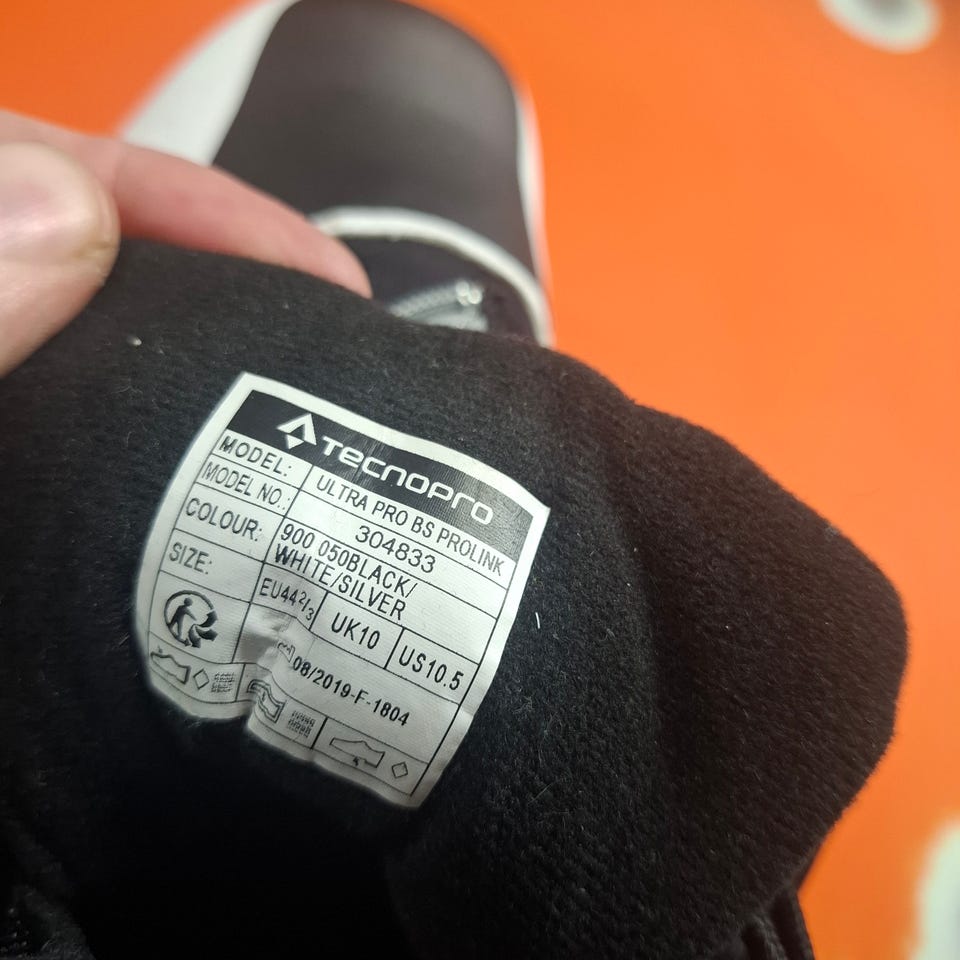 TECNOPRO
MODEL: ULTRA PRO BS PROLINK
MODEL NO.: 304833
COLOUR: 900 050BLACK/
WHITE/SILVER
SIZE: EU44 2/3 UK10 US10.5
08/2019-F-1804